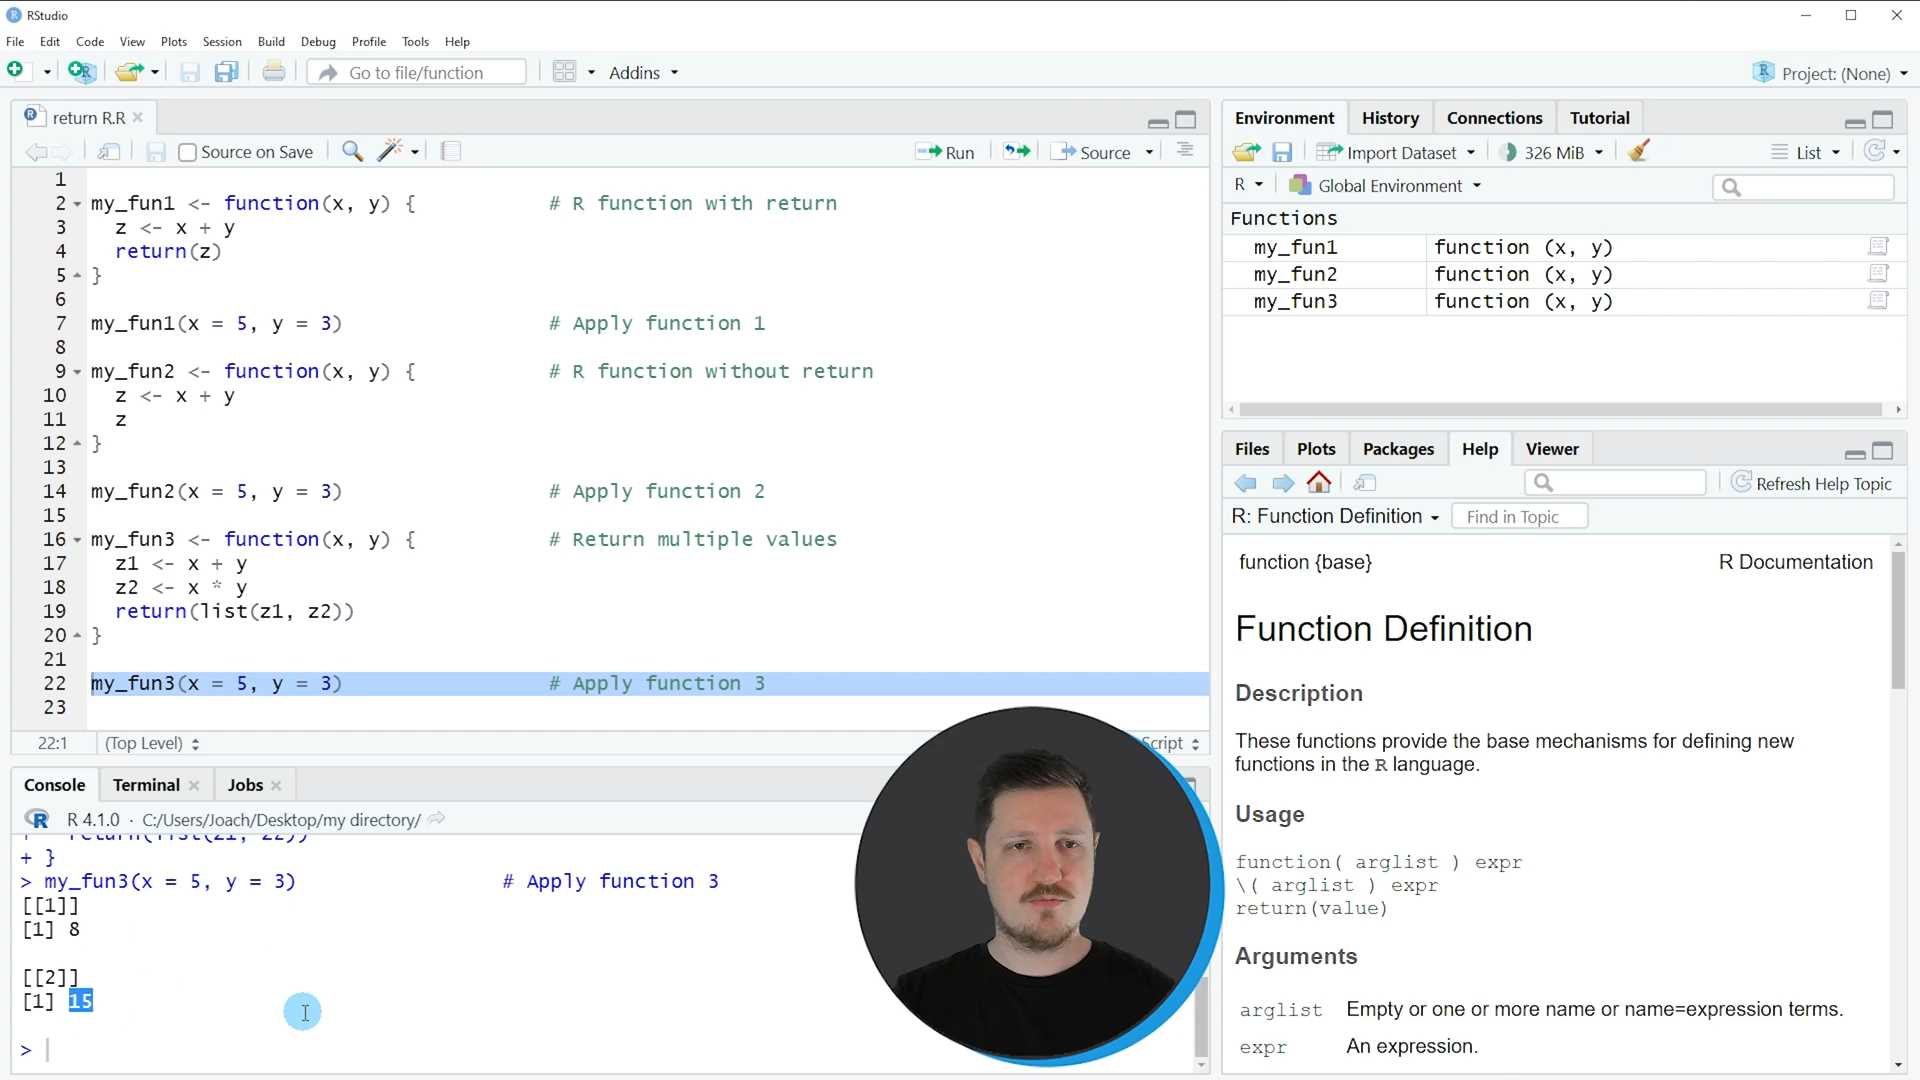 RStudio
File Edit Code View Plots Session Build Debug Profile Tools Help
Go to file/function Addins Project: (None)
return R.R
Source on Save Run Source
1
2 my_fun1 <- function(x, y) { # R function with return
3 z <- x + y
4 return(z)
5 }
6
7 my_fun1(x = 5, y = 3) # Apply function 1
8
9 my_fun2 <- function(x, y) { # R function without return
10 z <- x + y
11 z
12 }
13
14 my_fun2(x = 5, y = 3) # Apply function 2
15
16 my_fun3 <- function(x, y) { # Return multiple values
17 z1 <- x + y
18 z2 <- x * y
19 return(list(z1, z2))
20 }
21
22 my_fun3(x = 5, y = 3) # Apply function 3
23
22:1 (Top Level) Script
Console Terminal Jobs
R 4.1.0 · C:/Users/Joach/Desktop/my directory/
+ return(list(z1, z2))
+ }
> my_fun3(x = 5, y = 3) # Apply function 3
[[1]]
[1] 8
[[2]]
[1] 15
>
Environment History Connections Tutorial
Import Dataset 326 MiB List
R Global Environment
Functions
my_fun1 function (x, y)
my_fun2 function (x, y)
my_fun3 function (x, y)
Files Plots Packages Help Viewer
Refresh Help Topic
R: Function Definition Find in Topic
function {base} R Documentation
Function Definition
Description
These functions provide the base mechanisms for defining new
functions in the R language.
Usage
function( arglist ) expr
\( arglist ) expr
return(value)
Arguments
arglist Empty or one or more name or name=expression terms.
expr An expression.